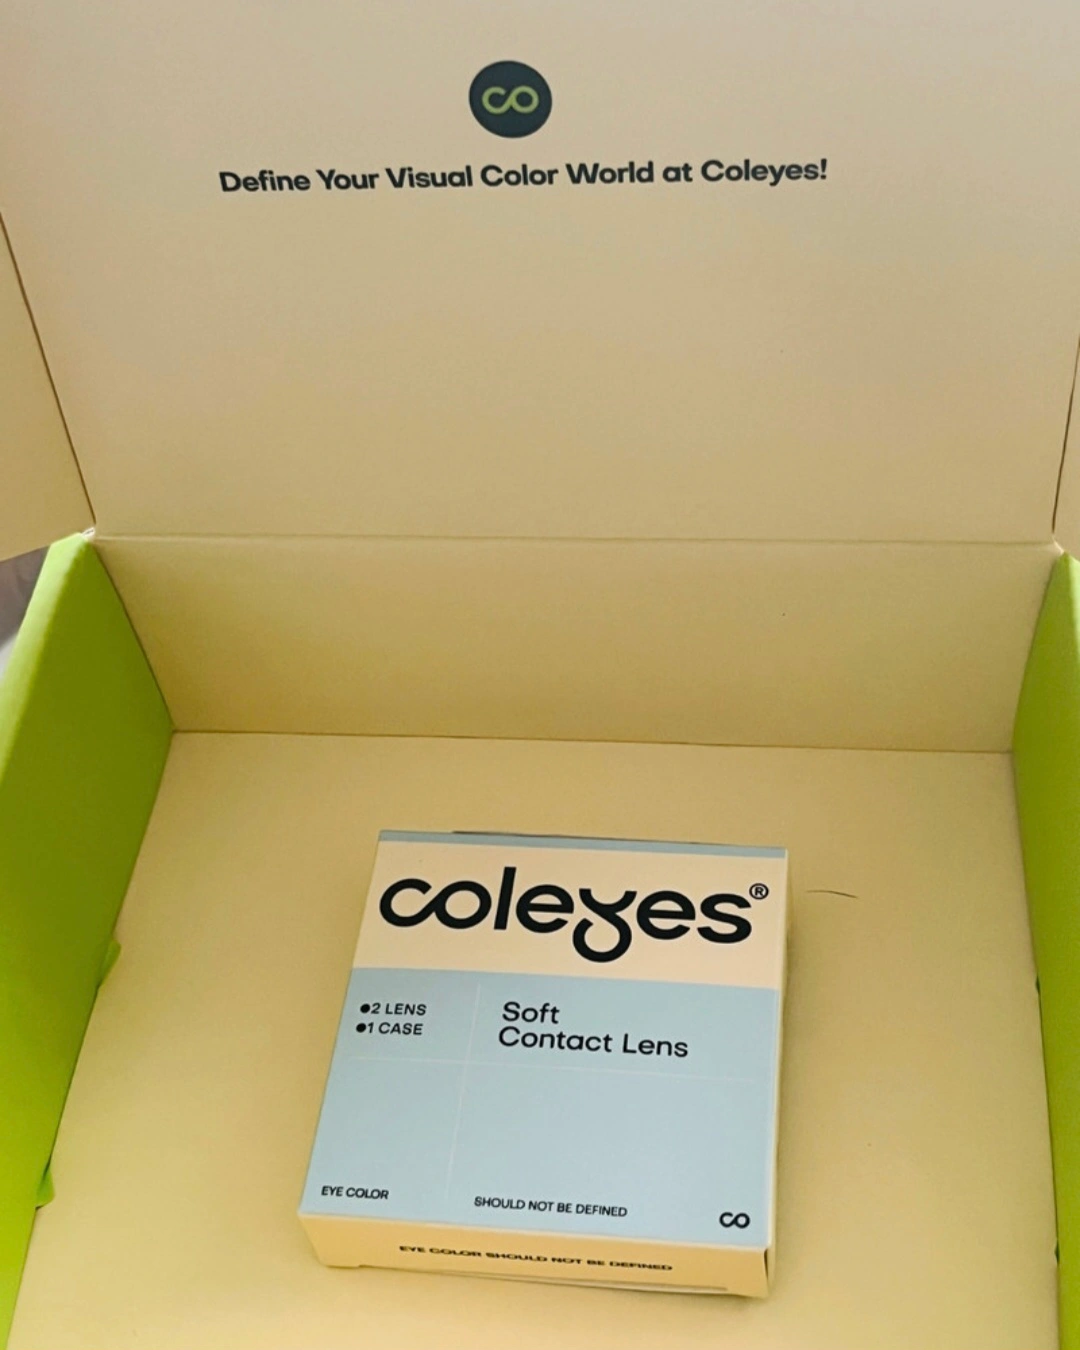 co
Define Your Visual Color World at Coleyes!
coleyes®
●2 LENS
●1 CASE
Soft
Contact Lens
EYE COLOR
SHOULD NOT BE DEFINED
co
EYE COLOR SHOULD NOT BE DEFINED